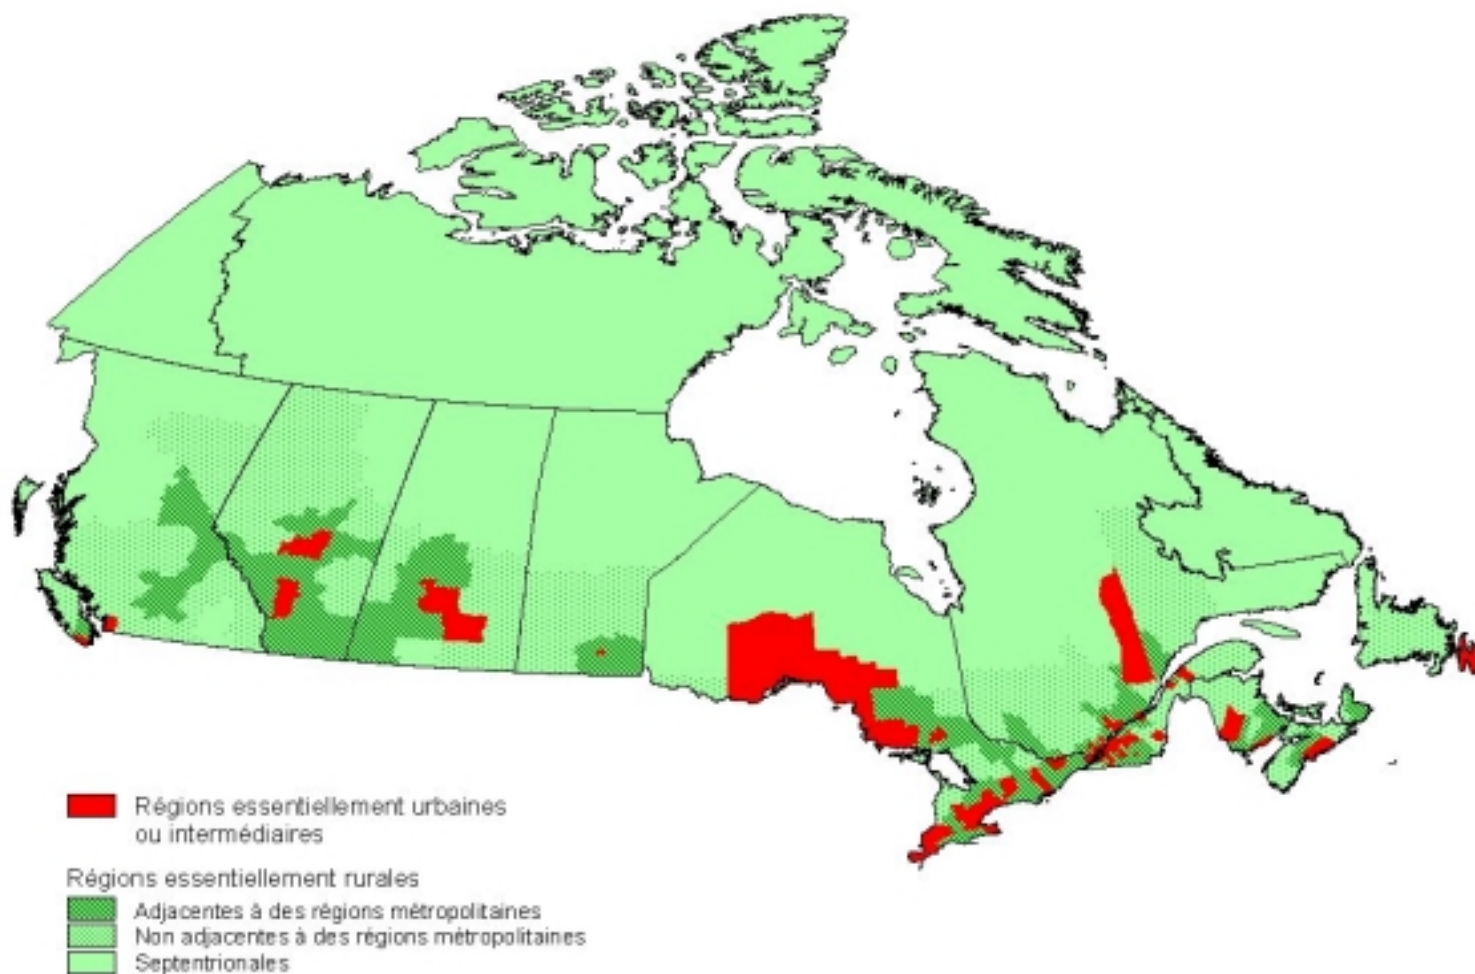 Régions essentiellement urbaines
ou intermédiaires
Régions essentiellement rurales
Adjacentes à des régions métropolitaines
Non adjacentes à des régions métropolitaines
Septentrionales